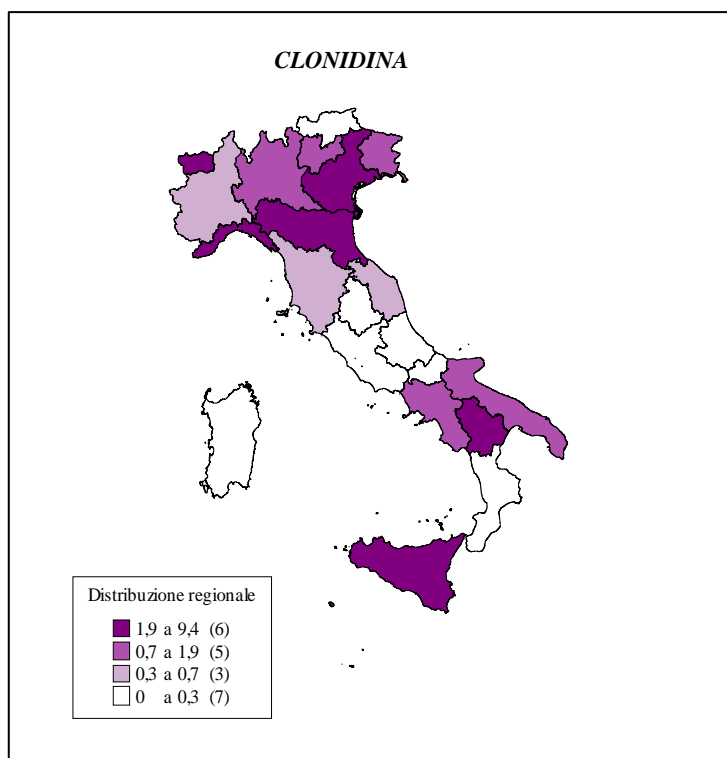 CLONIDINA
Distribuzione regionale
1,9 a 9,4 (6)
0,7 a 1,9 (5)
0,3 a 0,7 (3)
0 a 0,3 (7)